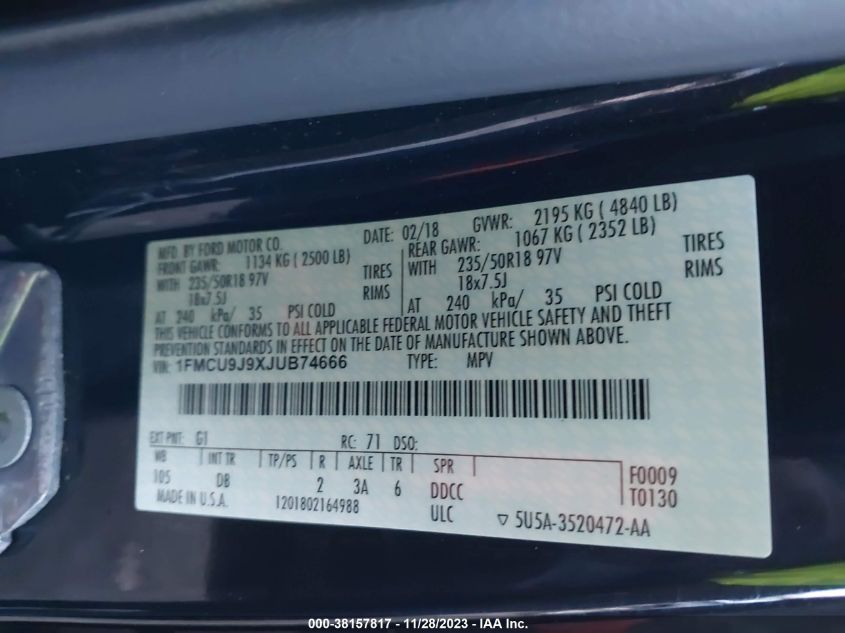 MFD. BY FORD MOTOR CO. DATE: 02/18 GVWR: 2195 KG ( 4840 LB)
FRONT GAWR: 1134 KG ( 2500 LB) REAR GAWR: 1067 KG ( 2352 LB)
WITH 235/50R18 97V TIRES WITH 235/50R18 97V TIRES
18x7.5J RIMS 18x7.5J RIMS
AT 240 kPa/ 35 PSI COLD AT 240 kPa/ 35 PSI COLD
THIS VEHICLE CONFORMS TO ALL APPLICABLE FEDERAL MOTOR VEHICLE SAFETY AND THEFT
PREVENTION STANDARDS IN EFFECT ON THE DATE OF MANUFACTURE SHOWN ABOVE.
VIN: 1FMCU9J9XJUB74666 TYPE: MPV
EXT PNT: G1 RC: 71 DSO:
WB INT TR TP/PS R AXLE TR SPR F0009
105 DB 2 3A 6 DDCC T0130
MADE IN U.S.A. 1201802164988 ULC ▽ 5U5A-3520472-AA
000-38157817 - 11/28/2023 - IAA Inc.